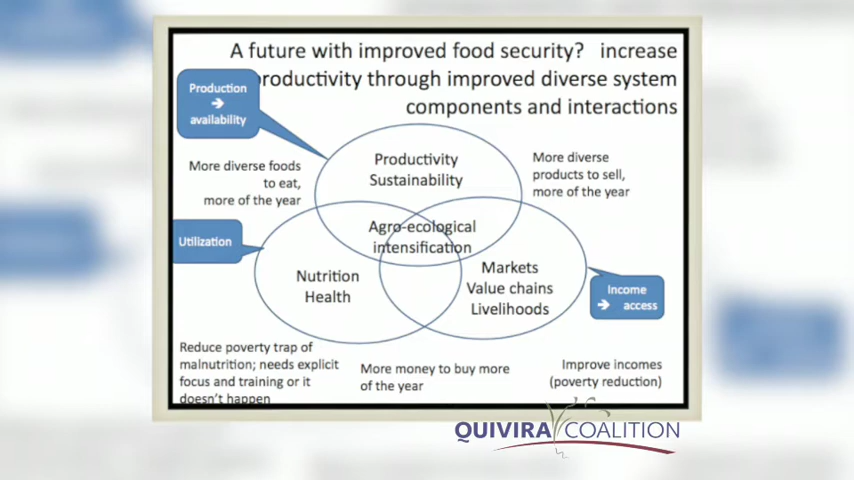 A future with improved food security? increase
productivity through improved diverse system
components and interactions
Production
➔
availability
More diverse foods
to eat,
more of the year
Productivity
Sustainability
More diverse
products to sell,
more of the year
Utilization
Agro-ecological
intensification
Nutrition
Health
Markets
Value chains
Livelihoods
Income
➔ access
Reduce poverty trap of
malnutrition; needs explicit
focus and training or it
doesn't happen
More money to buy more
of the year
Improve incomes
(poverty reduction)
QUIVIRA COALITION